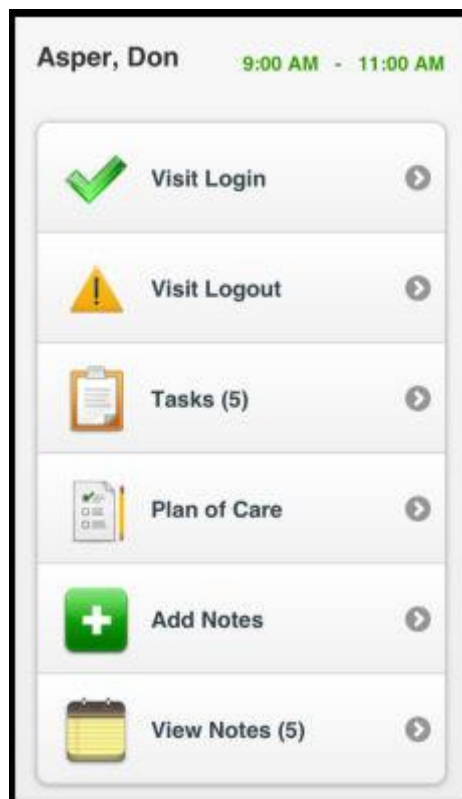 Asper, Don 9:00 AM - 11:00 AM
Visit Login
Visit Logout
Tasks (5)
Plan of Care
Add Notes
View Notes (5)